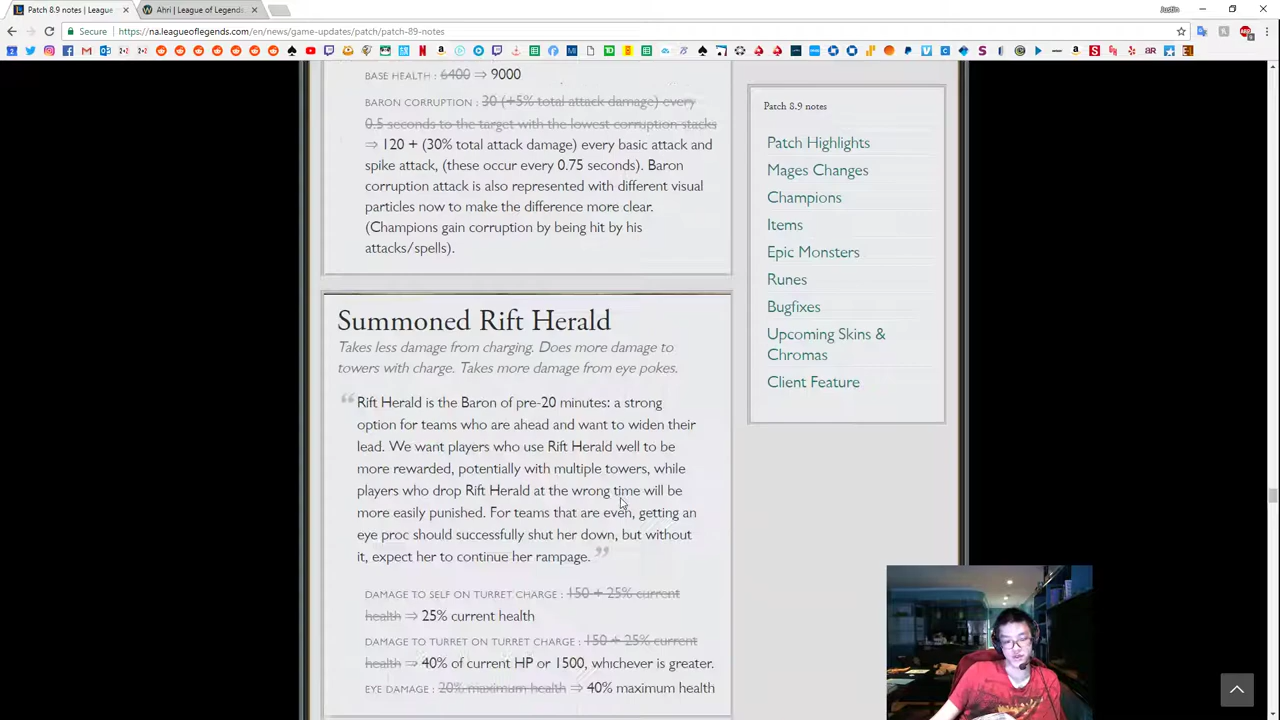 Patch 8.9 notes | League
Ahri | League of Legends
Justin
Secure
https://na.leagueoflegends.com/en/news/game-updates/patch/patch-89-notes
BASE HEALTH : 6400 ⇒ 9000
BARON CORRUPTION : 30 (+5% total attack damage) every
0.5 seconds to the target with the lowest corruption stacks
⇒ 120 + (30% total attack damage) every basic attack and
spike attack, (these occur every 0.75 seconds). Baron
corruption attack is also represented with different visual
particles now to make the difference more clear.
(Champions gain corruption by being hit by his
attacks/spells).
Summoned Rift Herald
Takes less damage from charging. Does more damage to
towers with charge. Takes more damage from eye pokes.
“ Rift Herald is the Baron of pre-20 minutes: a strong
option for teams who are ahead and want to widen their
lead. We want players who use Rift Herald well to be
more rewarded, potentially with multiple towers, while
players who drop Rift Herald at the wrong time will be
more easily punished. For teams that are even, getting an
eye proc should successfully shut her down, but without
it, expect her to continue her rampage. ”
DAMAGE TO SELF ON TURRET CHARGE : 150 + 25% current
health ⇒ 25% current health
DAMAGE TO TURRET ON TURRET CHARGE : 150 + 25% current
health ⇒ 40% of current HP or 1500, whichever is greater.
EYE DAMAGE : 20% maximum health ⇒ 40% maximum health
Patch 8.9 notes
Patch Highlights
Mages Changes
Champions
Items
Epic Monsters
Runes
Bugfixes
Upcoming Skins &
Chromas
Client Feature